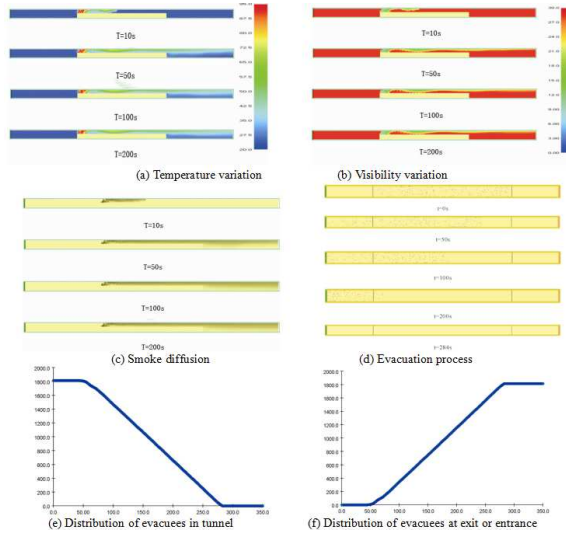 T=10s
T=50s
T=100s
T=200s
(a) Temperature variation
T=10s
T=50s
T=100s
T=200s
(b) Visibility variation
T=10s
T=50s
T=100s
T=200s
(c) Smoke diffusion
t=50s
t=100s
t=200s
(d) Evacuation process
2000.0
1800.0
1600.0
1400.0
1200.0
1000.0
800.0
600.0
400.0
200.0
0.0
0.0 50.00 100.0 150.0 200.0 250.0 300.0 350.0
(e) Distribution of evacuees in tunnel
2000.0
1800.0
1600.0
1400.0
1200.0
1000.0
800.0
600.0
400.0
200.0
0.0
0.0 50.00 100.0 150.0 200.0 250.0 300.0 350.0
(f) Distribution of evacuees at exit or entrance